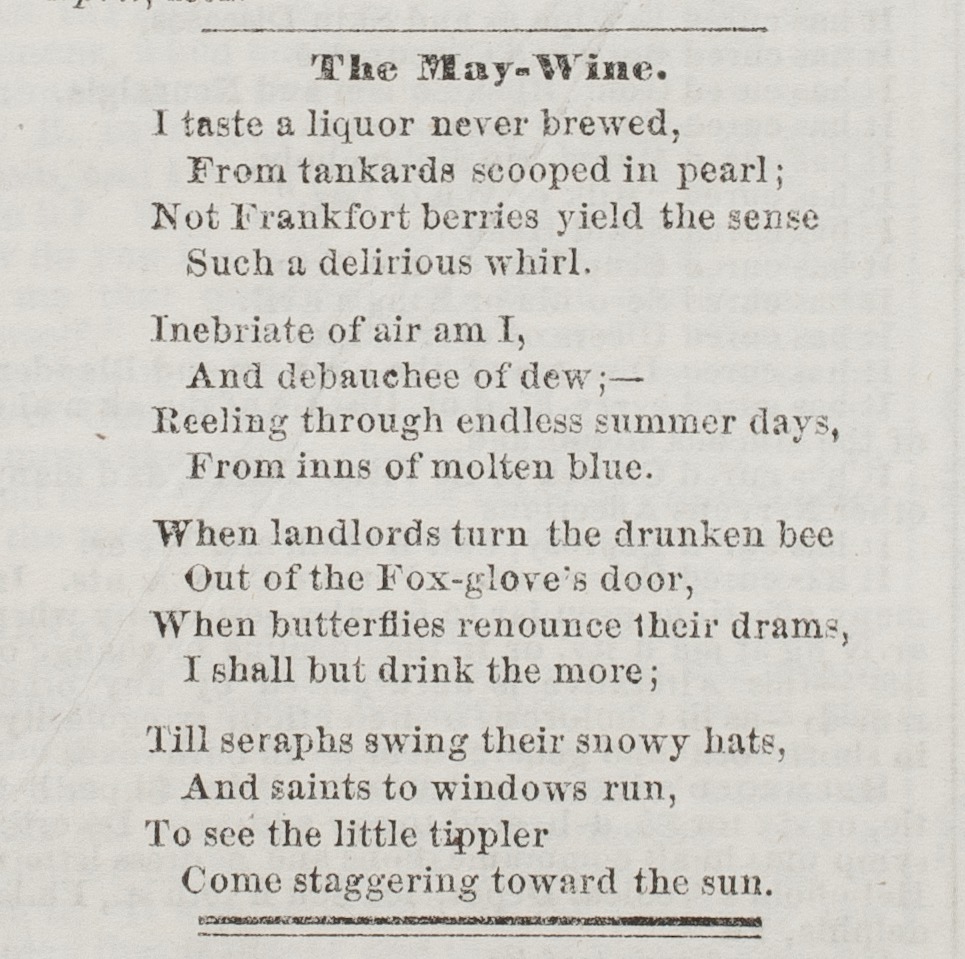 The May-Wine.
I taste a liquor never brewed,
From tankards scooped in pearl;
Not Frankfort berries yield the sense
Such a delirious whirl.
Inebriate of air am I,
And debauchee of dew;—
Reeling through endless summer days,
From inns of molten blue.
When landlords turn the drunken bee
Out of the Fox-glove's door,
When butterflies renounce their drams,
I shall but drink the more;
Till seraphs swing their snowy hats,
And saints to windows run,
To see the little tippler
Come staggering toward the sun.